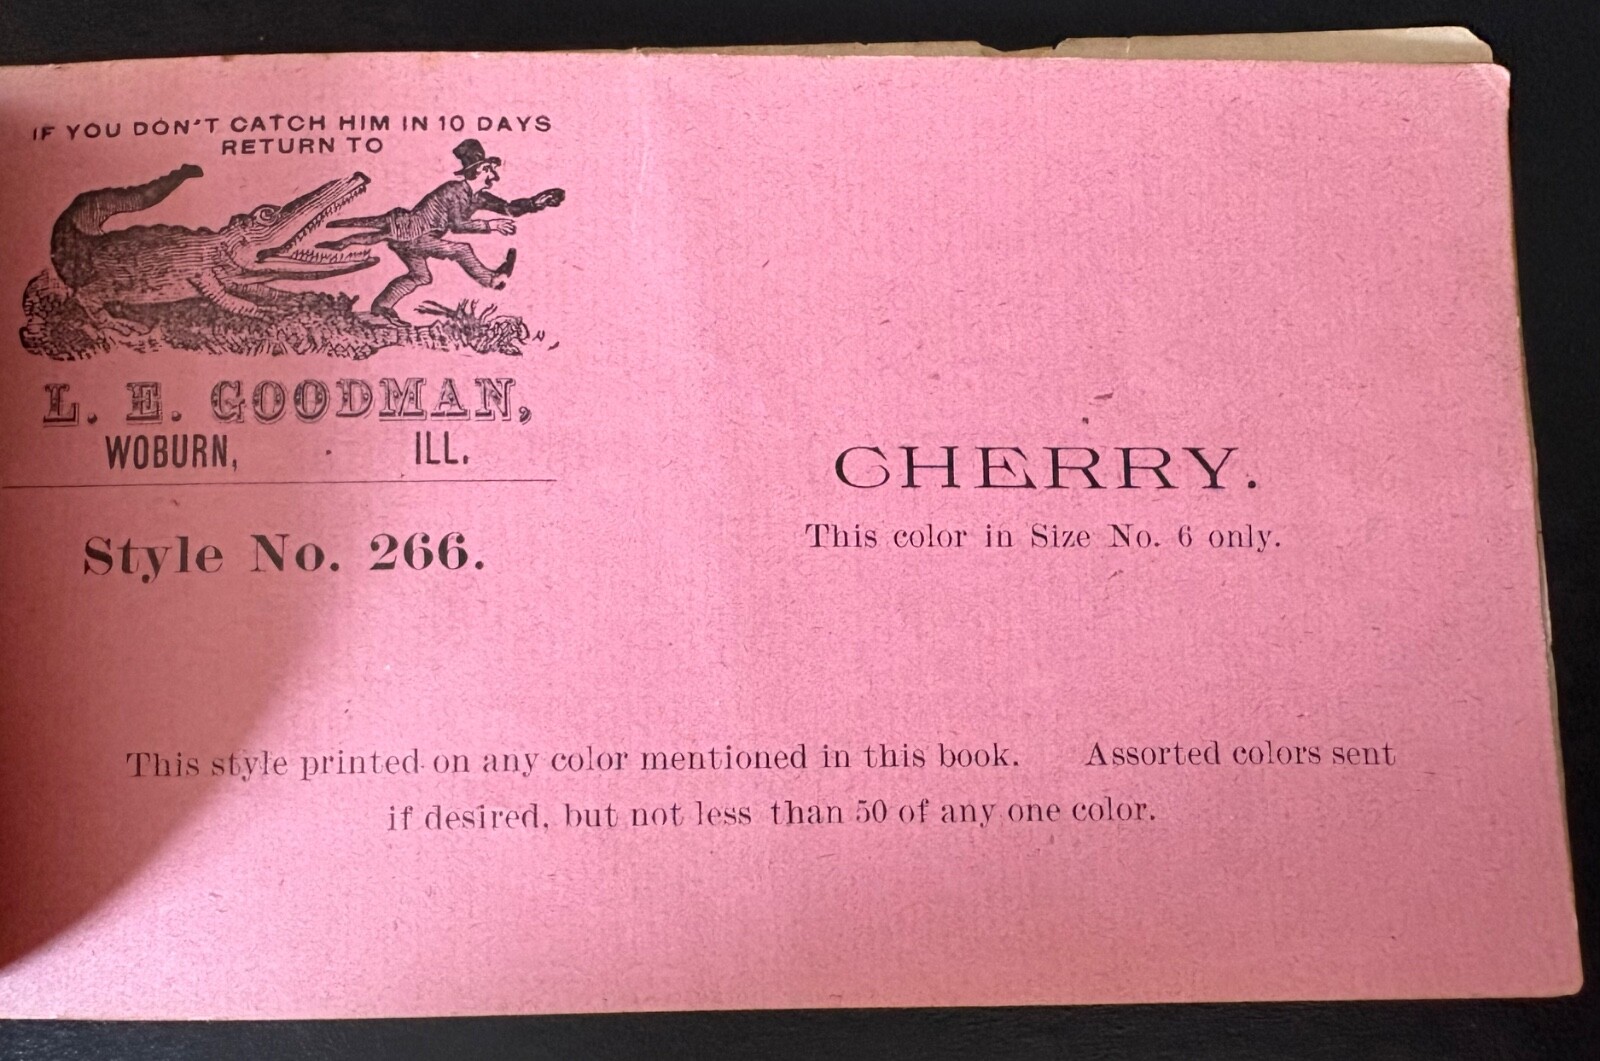 IF YOU DON'T CATCH HIM IN 10 DAYS
RETURN TO
L. E. GOODMAN,
WOBURN, ILL.
Style No. 266.
CHERRY.
This color in Size No. 6 only.
This style printed on any color mentioned in this book. Assorted colors sent
if desired, but not less than 50 of any one color.